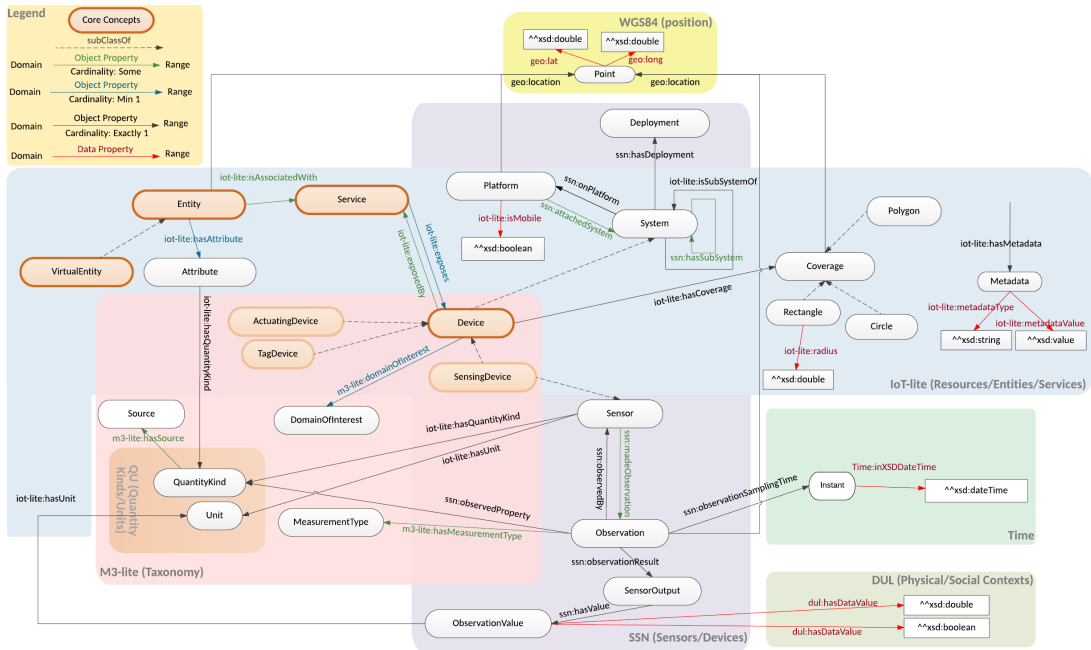 Legend
Core Concepts
subClassOf
Domain
Object Property
Cardinality: Some
Range
Domain
Object Property
Cardinality: Min 1
Range
Domain
Object Property
Cardinality: Exactly 1
Range
Domain
Data Property
Range
WGS84 (position)
^^xsd:double
^^xsd:double
geo:lat
geo:long
Point
geo:location
geo:location
Deployment
ssn:hasDeployment
iot-lite:isAssociatedWith
Entity
Service
Platform
ssn:onPlatform
iot-lite:isSubSystemOf
System
ssn:attachedSystem
iot-lite:isMobile
^^xsd:boolean
ssn:hasSubSystem
Polygon
iot-lite:hasMetadata
Metadata
iot-lite:metadataType
iot-lite:metadataValue
^^xsd:string
^^xsd:value
Coverage
Rectangle
Circle
iot-lite:radius
^^xsd:double
iot-lite:hasAttribute
VirtualEntity
Attribute
iot-lite:exposedBy
iot-lite:exposes
iot-lite:hasCoverage
iot-lite:hasQuantityKind
ActuatingDevice
TagDevice
Device
SensingDevice
m3-lite:domainOfInterest
DomainOfInterest
IoT-lite (Resources/Entities/Services)
Source
m3-lite:hasSource
Sensor
iot-lite:hasQuantityKind
iot-lite:hasUnit
ssn:observedBy
ssn:madeObservation
QU (Quantity
Kinds/Units)
QuantityKind
Unit
iot-lite:hasUnit
ssn:observedProperty
MeasurementType
m3-lite:hasMeasurementType
Observation
ssn:observationSamplingTime
Instant
Time:inXSDDateTime
^^xsd:dateTime
Time
M3-lite (Taxonomy)
ssn:observationResult
SensorOutput
ssn:hasValue
ObservationValue
SSN (Sensors/Devices)
DUL (Physical/Social Contexts)
dul:hasDataValue
^^xsd:double
dul:hasDataValue
^^xsd:boolean